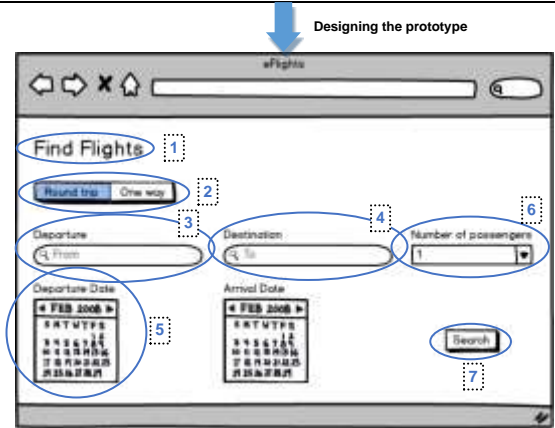 Designing the prototype
eFlights
Find Flights 1
Round trip One way 2
3 4 6
Departure Destination Number of passengers
From To 1
Departure Date Arrival Date
FEB 2008 FEB 2008
S M T W T F S S M T W T F S
5
Search
7